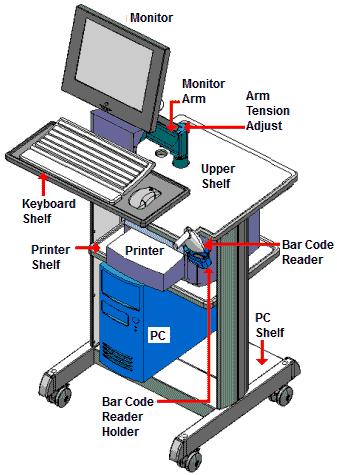 Monitor
Monitor
Arm
Arm
Tension
Adjust
Upper
Shelf
Keyboard
Shelf
Printer
Shelf
Printer
Bar Code
Reader
PC
PC
Shelf
Bar Code
Reader
Holder